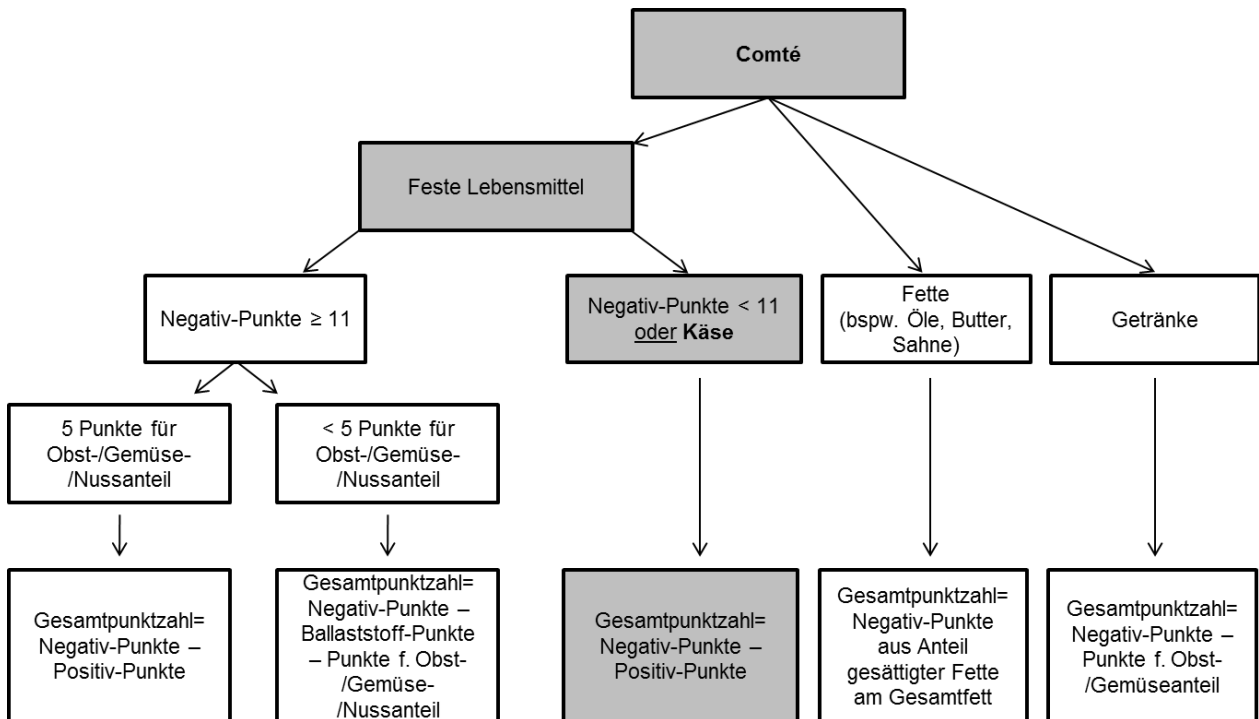 Comté
Feste Lebensmittel
Negativ-Punkte ≥ 11
Negativ-Punkte < 11
oder Käse
Fette
(bspw. Öle, Butter,
Sahne)
Getränke
5 Punkte für
Obst-/Gemüse-
/Nussanteil
< 5 Punkte für
Obst-/Gemüse-
/Nussanteil
Gesamtpunktzahl=
Negativ-Punkte –
Positiv-Punkte
Gesamtpunktzahl=
Negativ-Punkte –
Ballaststoff-Punkte
– Punkte f. Obst-
/Gemüse-
/Nussanteil
Gesamtpunktzahl=
Negativ-Punkte –
Positiv-Punkte
Gesamtpunktzahl=
Negativ-Punkte
aus Anteil
gesättigter Fette
am Gesamtfett
Gesamtpunktzahl=
Negativ-Punkte –
Punkte f. Obst-
/Gemüseanteil